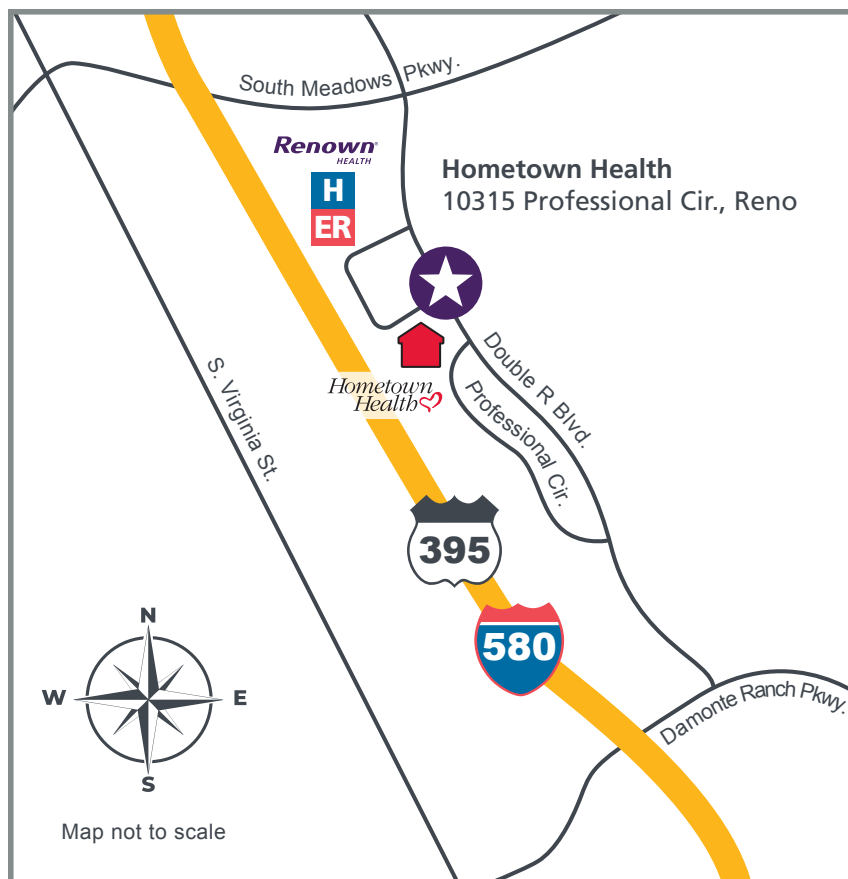 South Meadows Pkwy.
Renown®
HEALTH
H
ER
Hometown Health
10315 Professional Cir., Reno
S. Virginia St.
Hometown
Health
Double R Blvd.
Professional Cir.
395
580
N
W
E
S
Damonte Ranch Pkwy.
Map not to scale